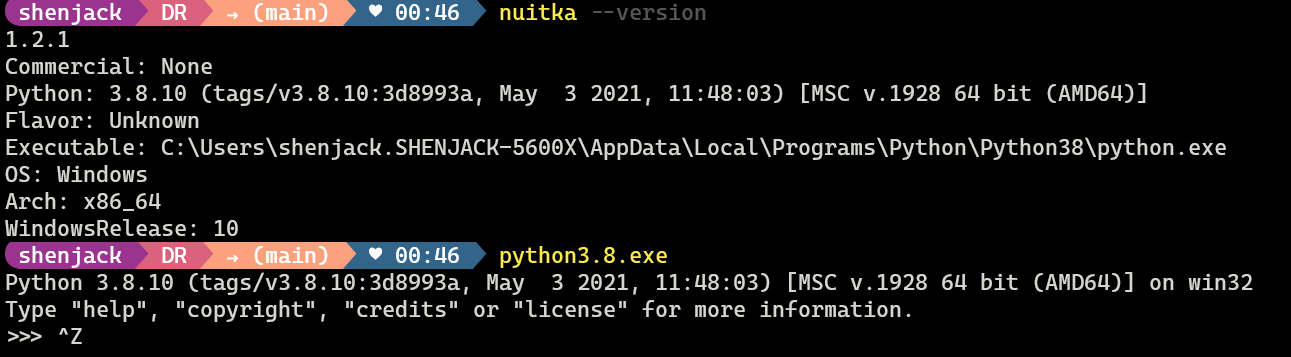 shenjack DR → (main) ♥ 00:46 nuitka --version
1.2.1
Commercial: None
Python: 3.8.10 (tags/v3.8.10:3d8993a, May  3 2021, 11:48:03) [MSC v.1928 64 bit (AMD64)]
Flavor: Unknown
Executable: C:\Users\shenjack.SHENJACK-5600X\AppData\Local\Programs\Python\Python38\python.exe
OS: Windows
Arch: x86_64
WindowsRelease: 10
shenjack DR → (main) ♥ 00:46 python3.8.exe
Python 3.8.10 (tags/v3.8.10:3d8993a, May  3 2021, 11:48:03) [MSC v.1928 64 bit (AMD64)] on win32
Type "help", "copyright", "credits" or "license" for more information.
>>> ^Z